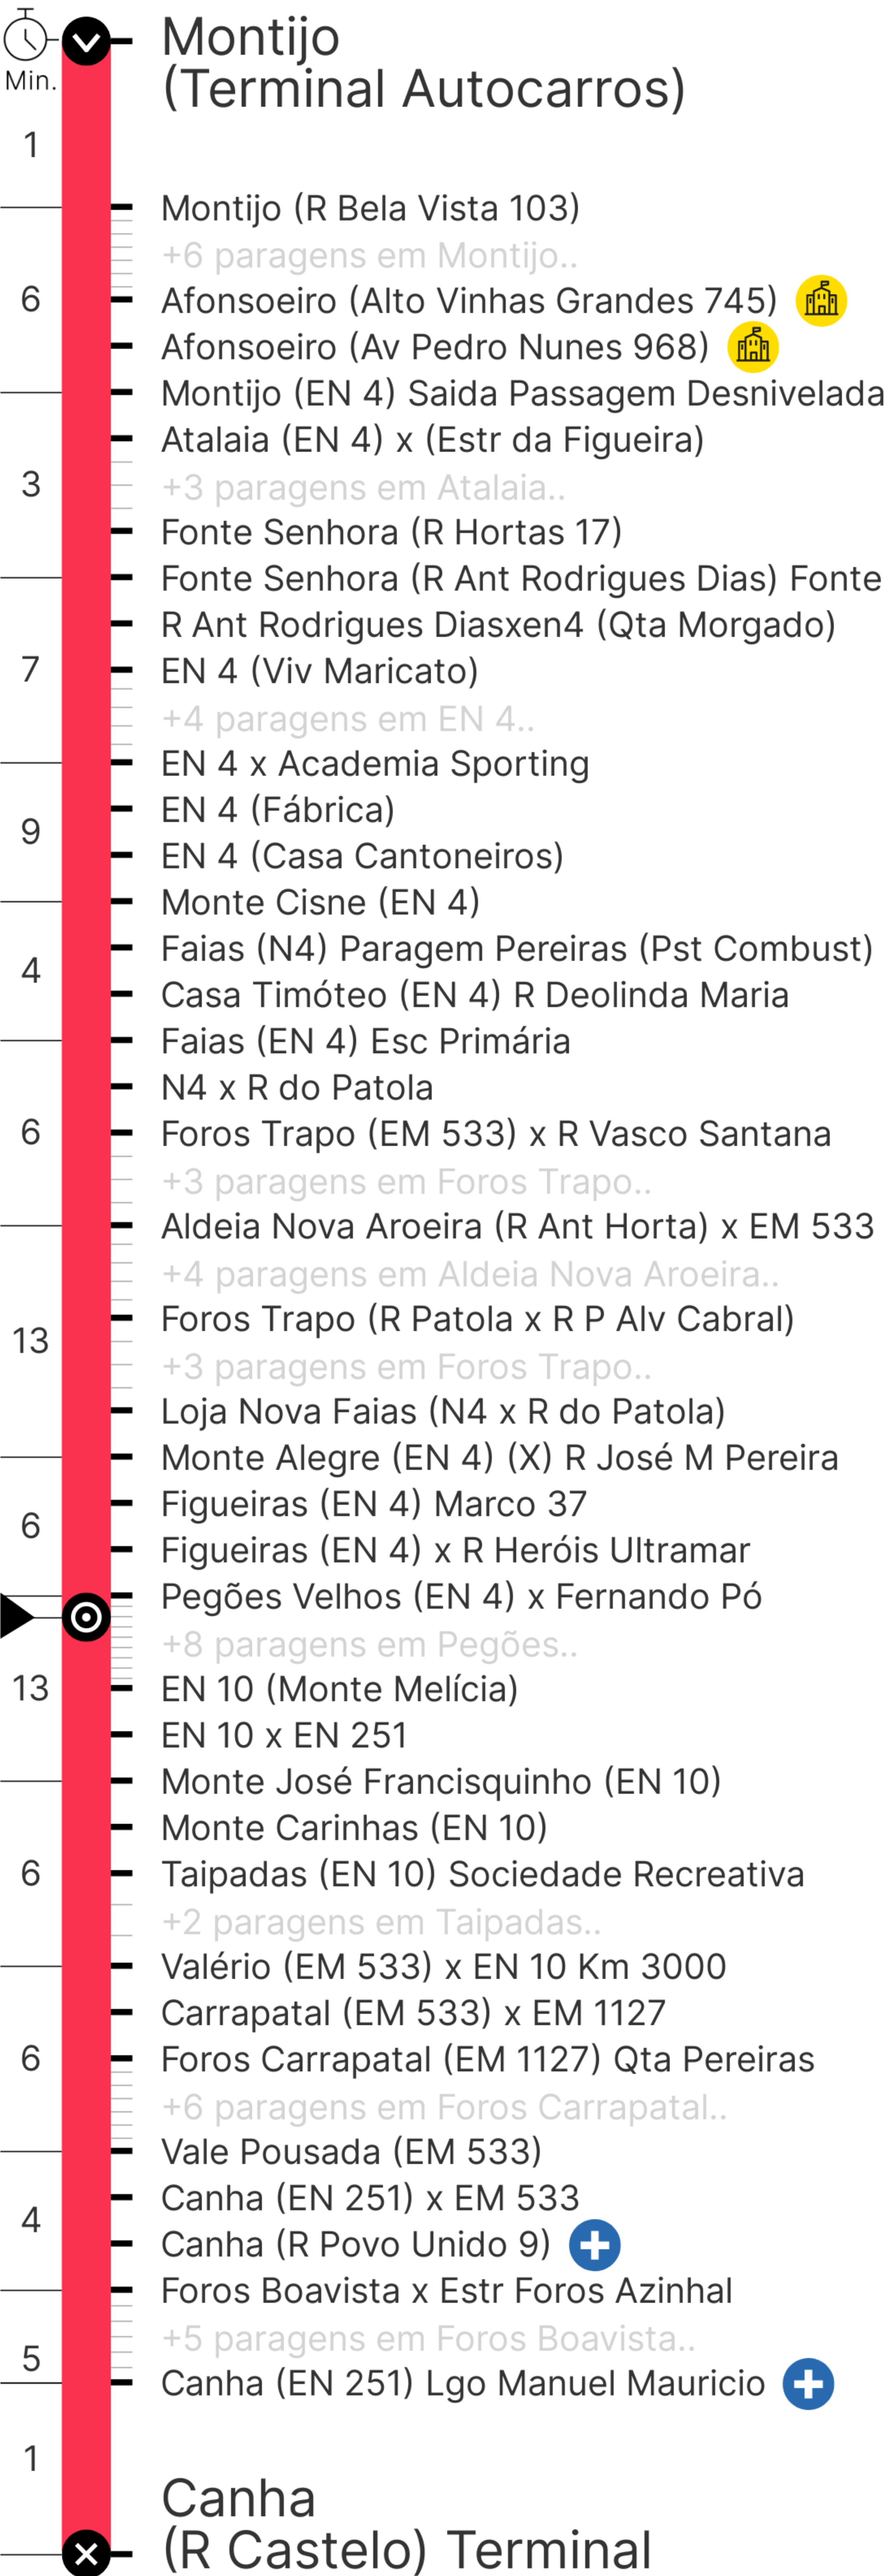 Montijo
Min.
(Terminal Autocarros)
1
Montijo (R Bela Vista 103)
+6 paragens em Montijo..
6
Afonsoeiro (Alto Vinhas Grandes 745)
Afonsoeiro (Av Pedro Nunes 968)
Montijo (EN 4) Saida Passagem Desnivelada
Atalaia (EN 4) x (Estr da Figueira)
3
+3 paragens em Atalaia..
Fonte Senhora (R Hortas 17)
Fonte Senhora (R Ant Rodrigues Dias) Fonte
R Ant Rodrigues Diasxen4 (Qta Morgado)
7
EN 4 (Viv Maricato)
+4 paragens em EN 4..
EN 4 x Academia Sporting
EN 4 (Fábrica)
9
EN 4 (Casa Cantoneiros)
Monte Cisne (EN 4)
Faias (N4) Paragem Pereiras (Pst Combust)
4
Casa Timóteo (EN 4) R Deolinda Maria
Faias (EN 4) Esc Primária
N4 x R do Patola
6
Foros Trapo (EM 533) x R Vasco Santana
+3 paragens em Foros Trapo..
Aldeia Nova Aroeira (R Ant Horta) x EM 533
+4 paragens em Aldeia Nova Aroeira..
Foros Trapo (R Patola x R P Alv Cabral)
13
+3 paragens em Foros Trapo..
Loja Nova Faias (N4 x R do Patola)
Monte Alegre (EN 4) (X) R José M Pereira
Figueiras (EN 4) Marco 37
6
Figueiras (EN 4) x R Heróis Ultramar
Pegões Velhos (EN 4) x Fernando Pó
+8 paragens em Pegões..
13
EN 10 (Monte Melícia)
EN 10 x EN 251
Monte José Francisquinho (EN 10)
Monte Carinhas (EN 10)
6
Taipadas (EN 10) Sociedade Recreativa
+2 paragens em Taipadas..
Valério (EM 533) x EN 10 Km 3000
Carrapatal (EM 533) x EM 1127
6
Foros Carrapatal (EM 1127) Qta Pereiras
+6 paragens em Foros Carrapatal..
Vale Pousada (EM 533)
Canha (EN 251) x EM 533
4
Canha (R Povo Unido 9)
Foros Boavista x Estr Foros Azinhal
+5 paragens em Foros Boavista..
5
Canha (EN 251) Lgo Manuel Mauricio
1
Canha
(R Castelo) Terminal